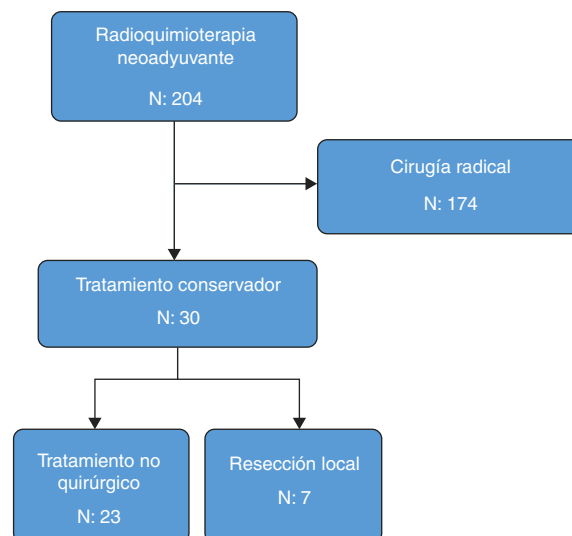 Radioquimioterapia
neoadyuvante
N: 204
Cirugía radical
N: 174
Tratamiento conservador
N: 30
Tratamiento no
quirúrgico
N: 23
Resección local
N: 7